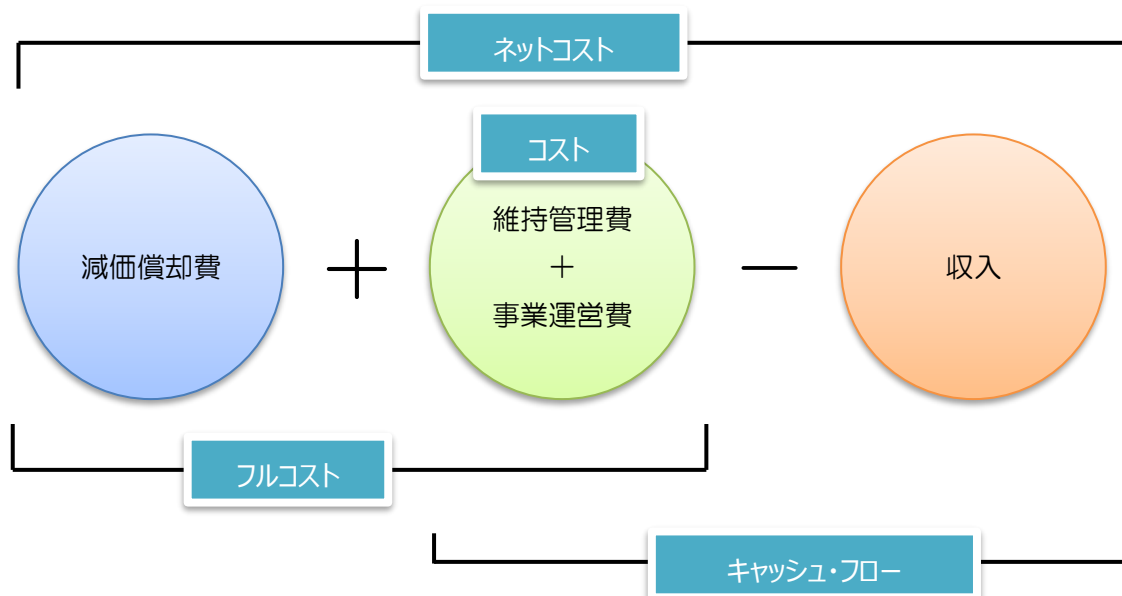 ネットコスト
コスト
減価償却費
＋
維持管理費
＋
事業運営費
－
収入
フルコスト
キャッシュ・フロー